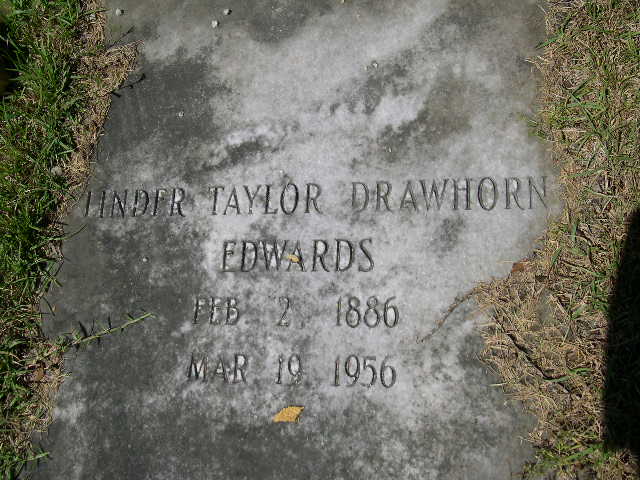 LINDER TAYLOR DRAWHORN
EDWARDS
FEB 2 1886
MAR 19 1956